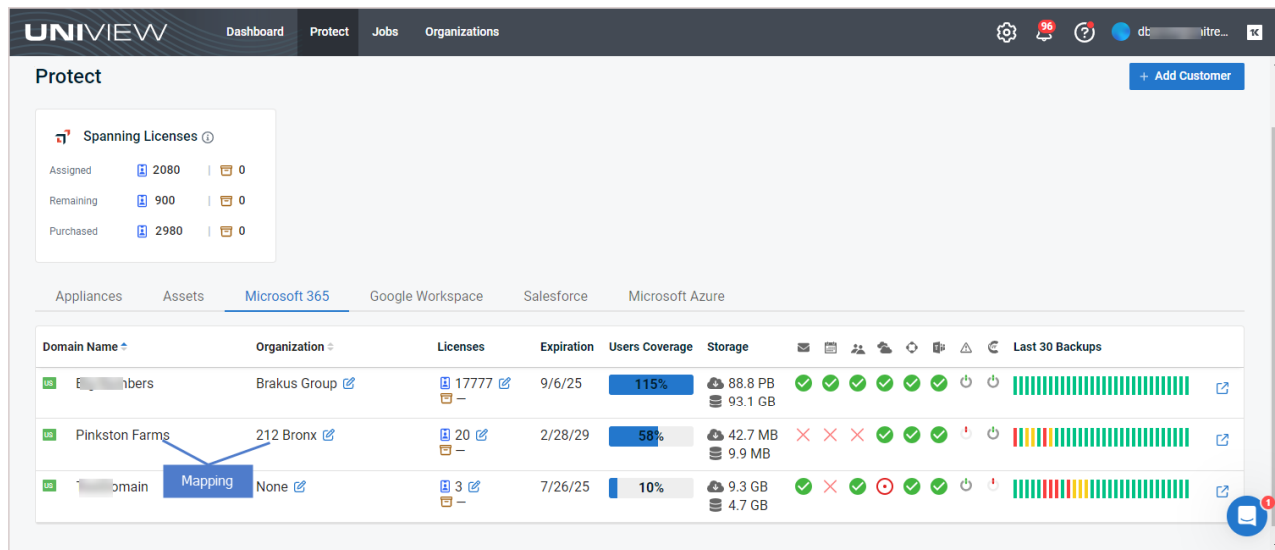 UNIVIEW Dashboard Protect Jobs Organizations 96
Protect + Add Customer
Spanning Licenses
Assigned 2080 | 0
Remaining 900 | 0
Purchased 2980 | 0
Appliances Assets Microsoft 365 Google Workspace Salesforce Microsoft Azure
Domain Name Organization Licenses Expiration Users Coverage Storage Last 30 Backups
US Brakus Group 17777 9/6/25 115% 88.8 PB
– 93.1 GB
US Pinkston Farms 212 Bronx 20 2/28/29 58% 42.7 MB
– 9.9 MB
Mapping
US None 3 7/26/25 10% 9.3 GB
– 4.7 GB
1